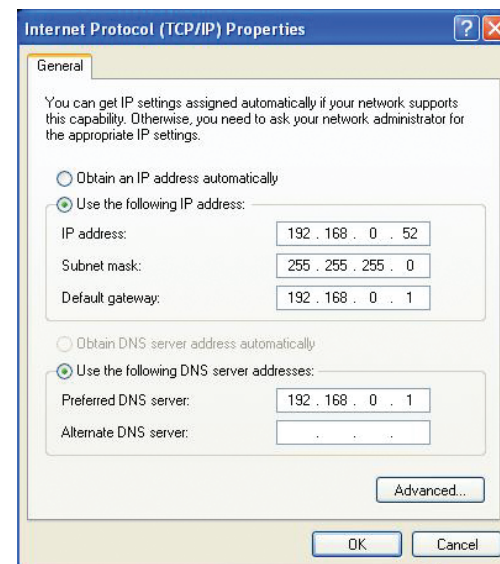 Internet Protocol (TCP/IP) Properties
General
You can get IP settings assigned automatically if your network supports
this capability. Otherwise, you need to ask your network administrator for
the appropriate IP settings.
Obtain an IP address automatically
Use the following IP address:
IP address: 192 . 168 . 0 . 52
Subnet mask: 255 . 255 . 255 . 0
Default gateway: 192 . 168 . 0 . 1
Obtain DNS server address automatically
Use the following DNS server addresses:
Preferred DNS server: 192 . 168 . 0 . 1
Alternate DNS server: . . .
Advanced...
OK Cancel